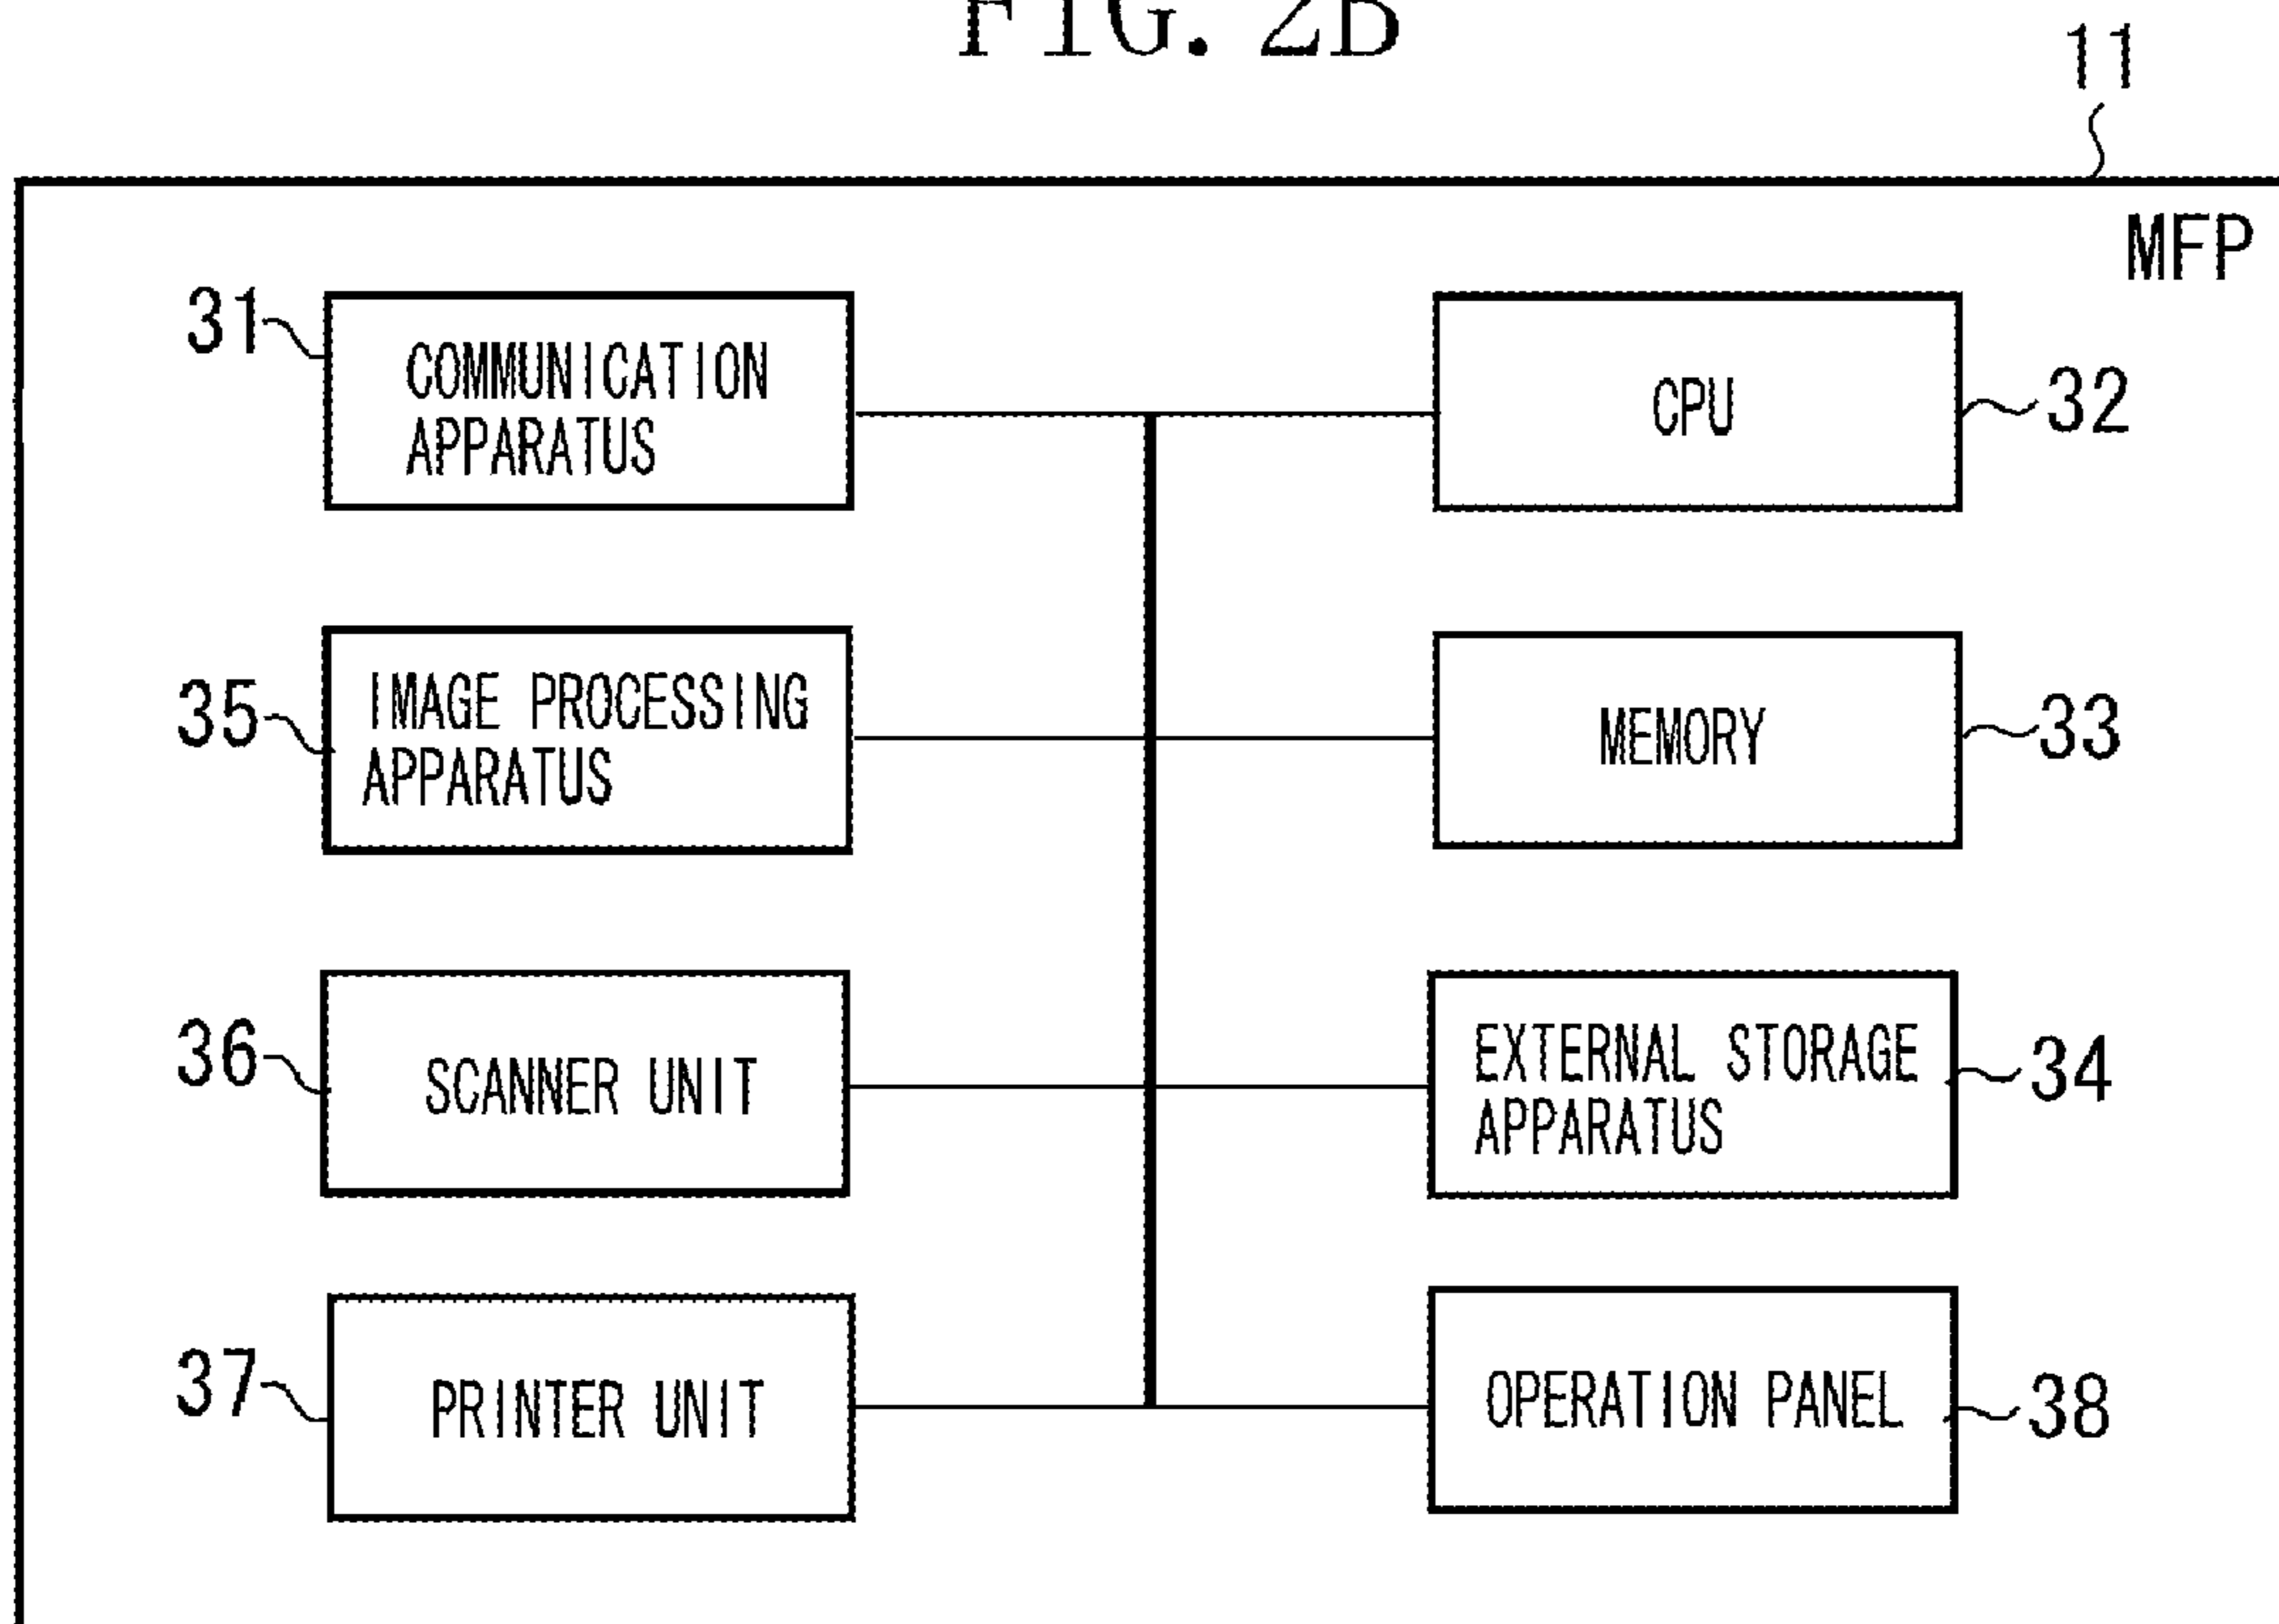 FIG. 2B
11
MFP
31
COMMUNICATION
APPARATUS
CPU
32
35
IMAGE PROCESSING
APPARATUS
MEMORY
33
36
SCANNER UNIT
EXTERNAL STORAGE
APPARATUS
34
37
PRINTER UNIT
OPERATION PANEL
38